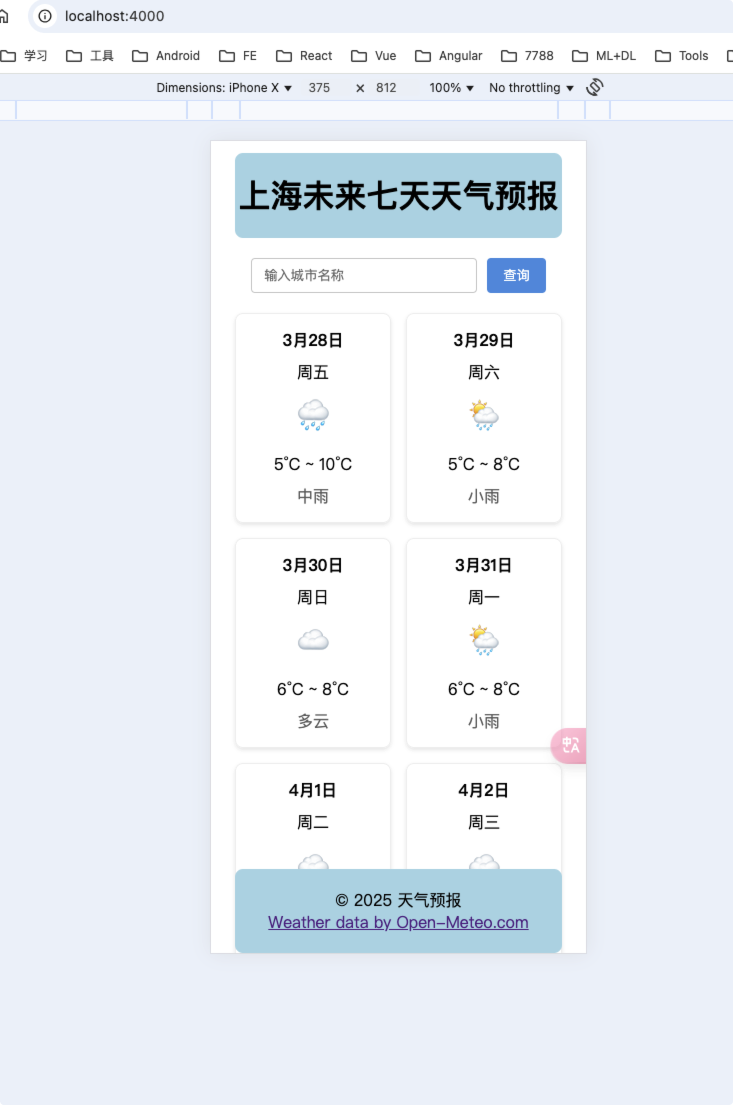 localhost:4000
学习 工具 Android FE React Vue Angular 7788 ML+DL Tools
Dimensions: iPhone X ▼ 375 × 812 100% ▼ No throttling ▼
上海未来七天天气预报
输入城市名称 查询
3月28日 3月29日
周五 周六
5°C ~ 10°C 5°C ~ 8°C
中雨 小雨
3月30日 3月31日
周日 周一
6°C ~ 8°C 6°C ~ 8°C
多云 小雨
中A
4月1日 4月2日
周二 周三
© 2025 天气预报
Weather data by Open-Meteo.com